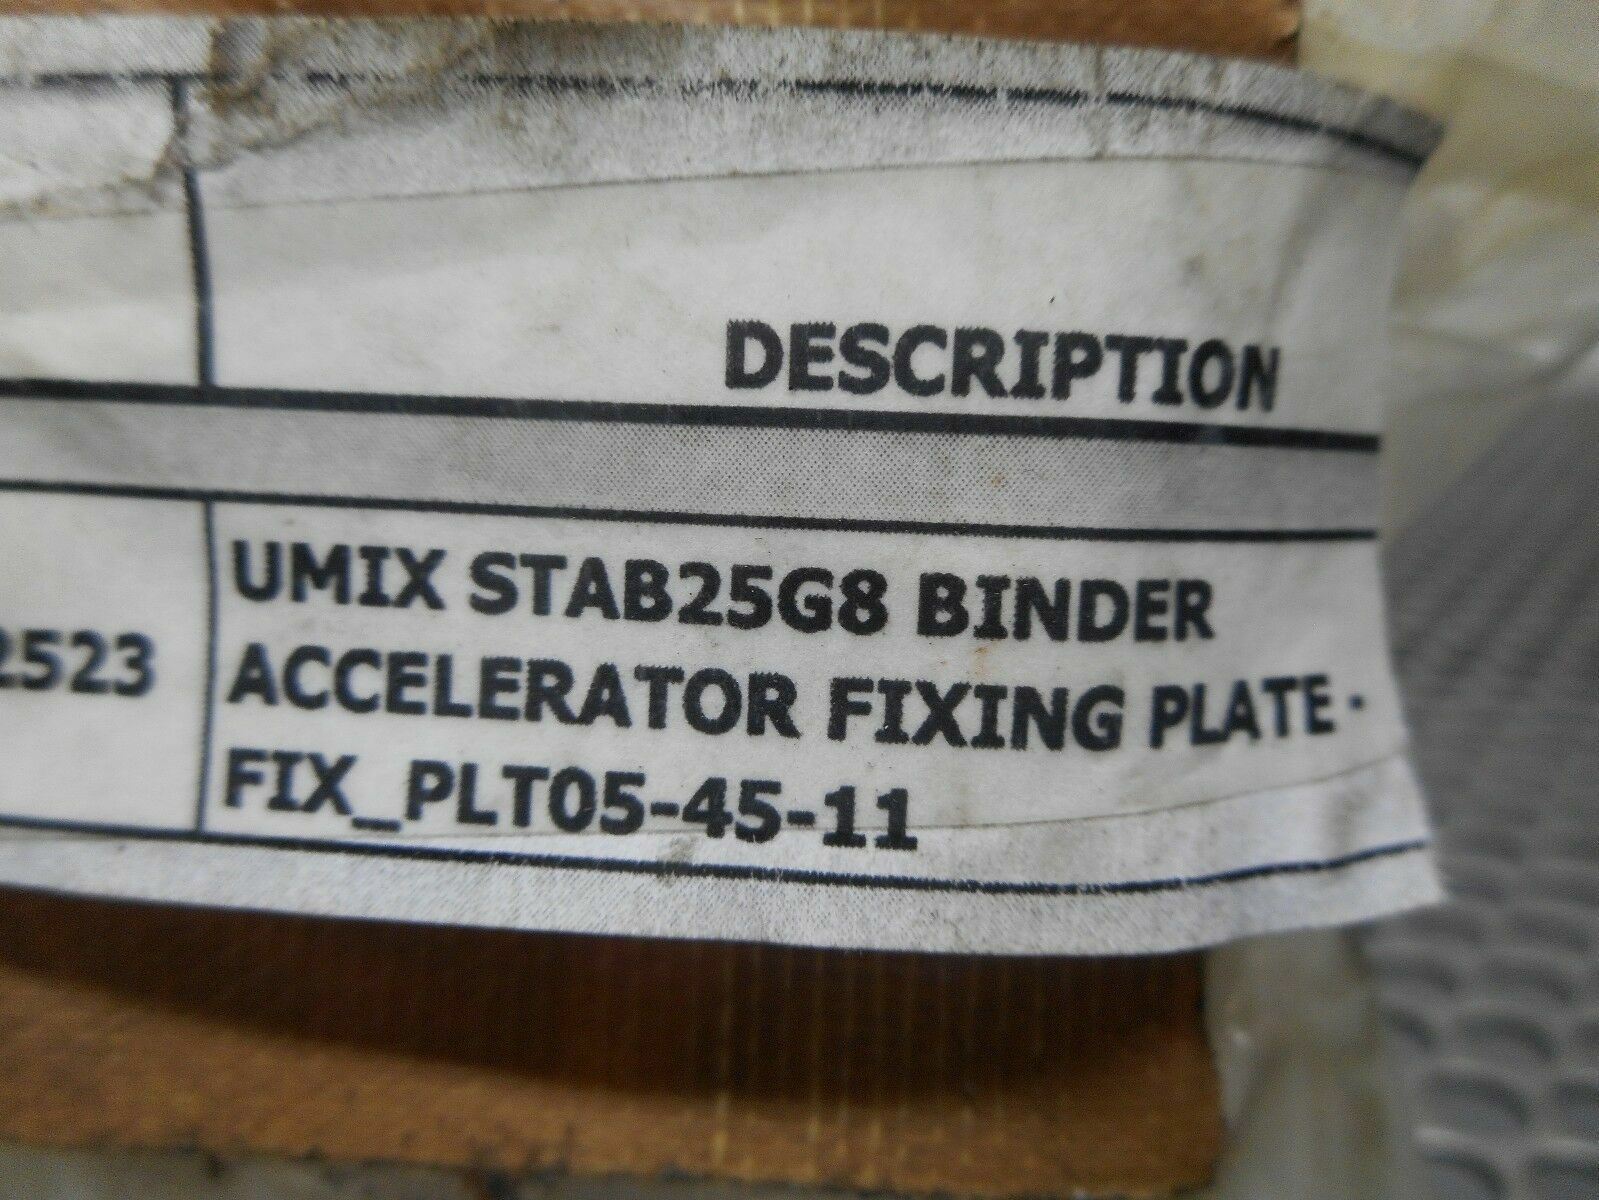 DESCRIPTION
2523
UMIX STAB25G8 BINDER
ACCELERATOR FIXING PLATE -
FIX_PLT05-45-11